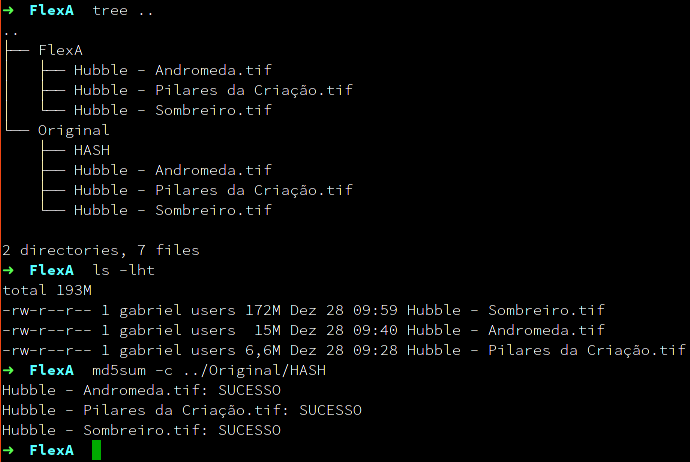 ➜  FlexA  tree ..
..
├── FlexA
│   ├── Hubble - Andromeda.tif
│   ├── Hubble - Pilares da Criação.tif
│   └── Hubble - Sombreiro.tif
└── Original
    ├── HASH
    ├── Hubble - Andromeda.tif
    ├── Hubble - Pilares da Criação.tif
    └── Hubble - Sombreiro.tif

2 directories, 7 files
➜  FlexA  ls -lht
total 193M
-rw-r--r-- 1 gabriel users 172M Dez 28 09:59 Hubble - Sombreiro.tif
-rw-r--r-- 1 gabriel users  15M Dez 28 09:40 Hubble - Andromeda.tif
-rw-r--r-- 1 gabriel users 6,6M Dez 28 09:28 Hubble - Pilares da Criação.tif
➜  FlexA  md5sum -c ../Original/HASH
Hubble - Andromeda.tif: SUCESSO
Hubble - Pilares da Criação.tif: SUCESSO
Hubble - Sombreiro.tif: SUCESSO
➜  FlexA